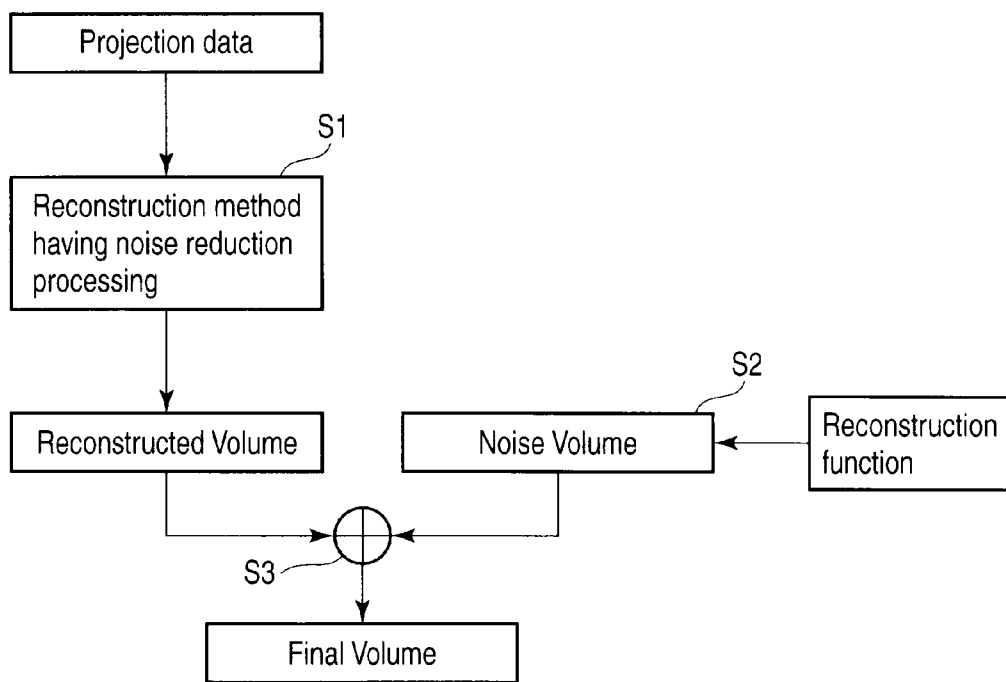 Projection data
S1
Reconstruction method
having noise reduction
processing
S2
Reconstructed Volume
Noise Volume
Reconstruction
function
S3
Final Volume